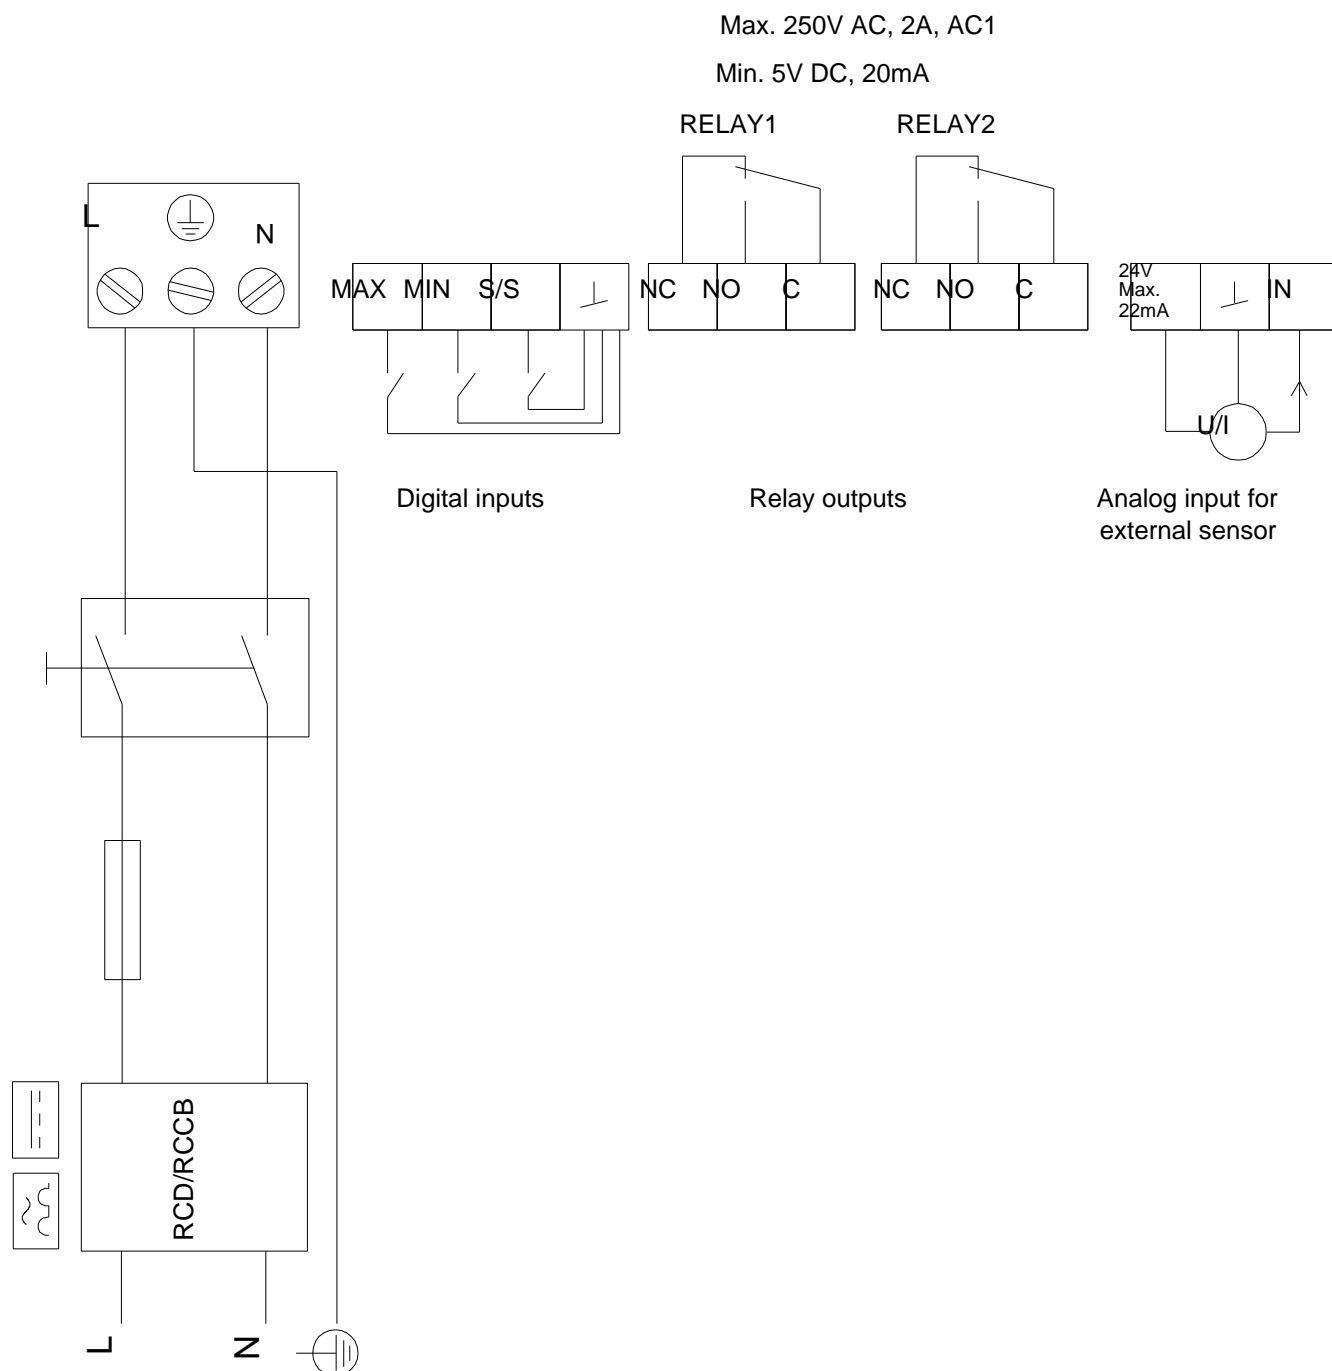 Max. 250V AC, 2A, AC1
Min. 5V DC, 20mA
RELAY1 RELAY2
L
N
MAX MIN S/S NC NO C NC NO C 24V IN
Max.
22mA
U/I
Digital inputs Relay outputs Analog input for
external sensor
RCD/RCCB
L N